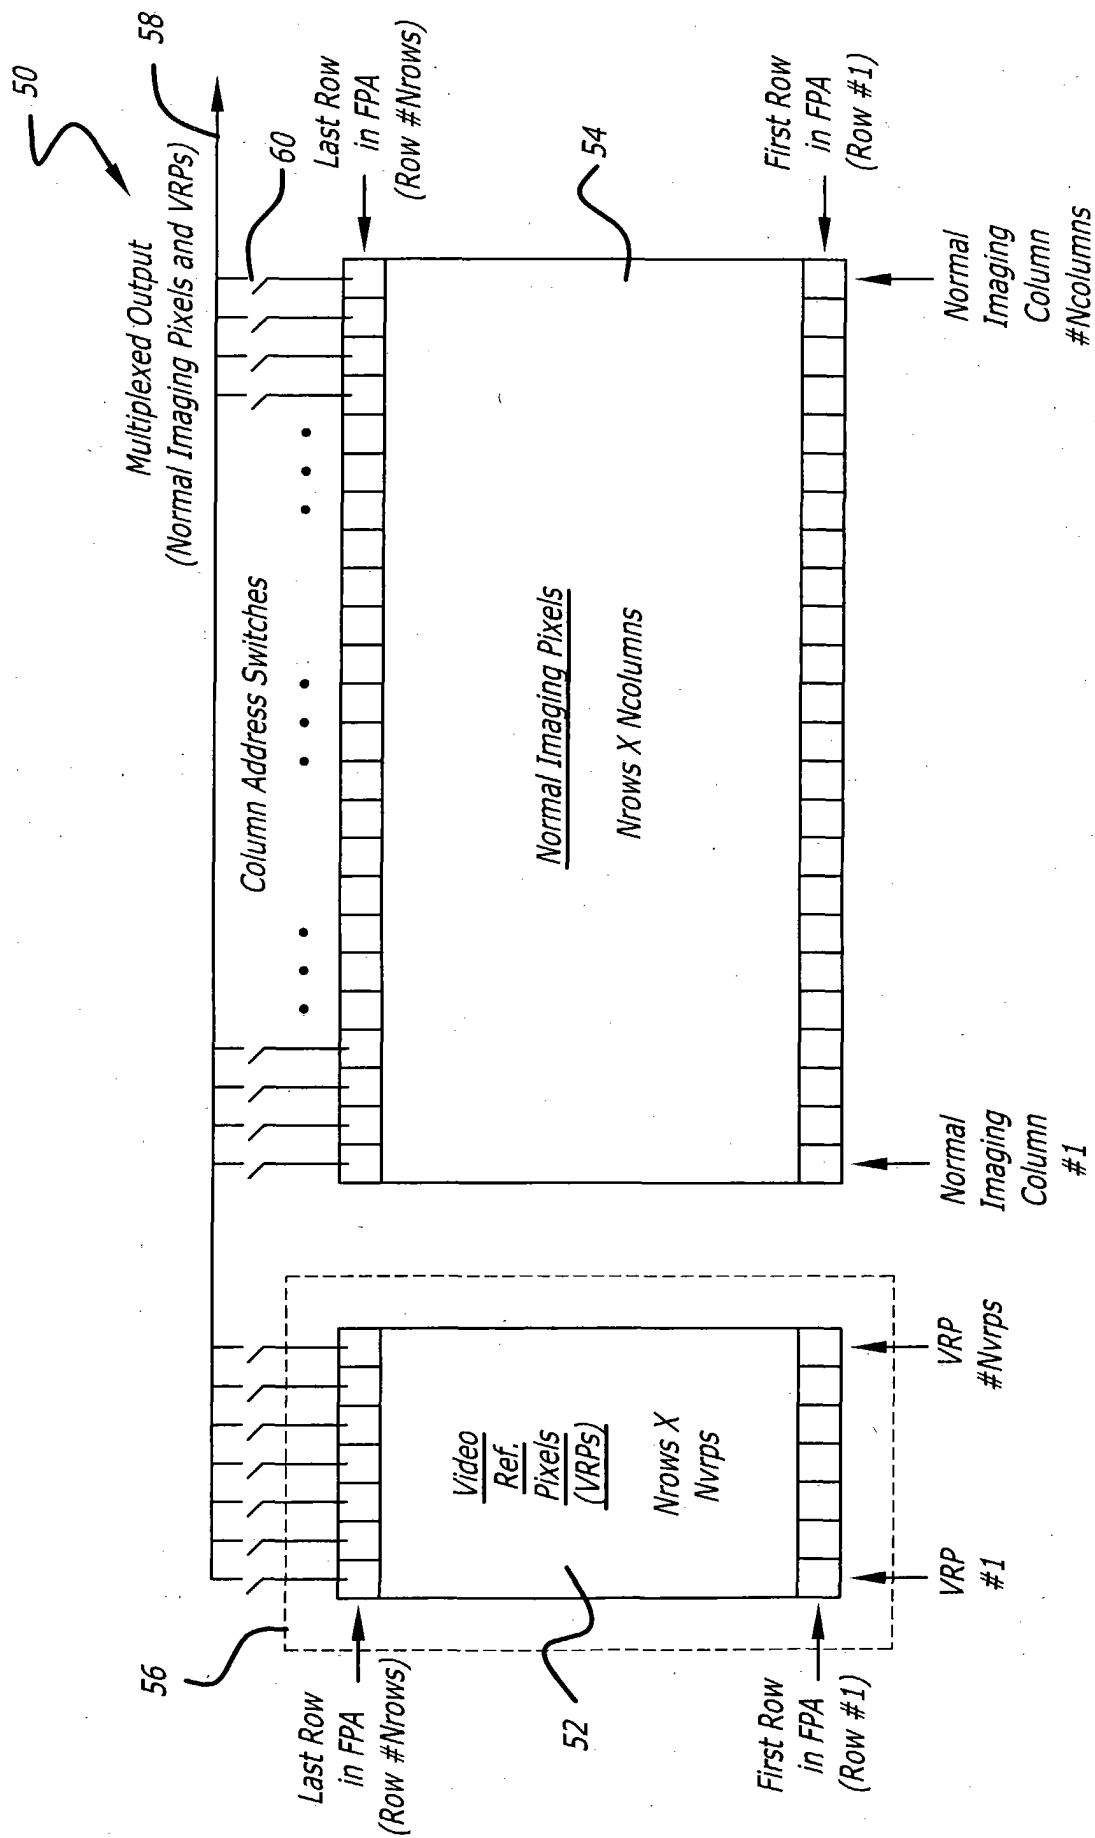 50
58
Multiplexed Output
(Normal Imaging Pixels and VRPs)
60
Column Address Switches
Last Row
in FPA
(Row #Nrows)
54
First Row
in FPA
(Row #1)
Normal Imaging Pixels
Nrows X Ncolumns
Normal
Imaging
Column
#Ncolumns
Normal
Imaging
Column
#1
56
Last Row
in FPA
(Row #Nrows)
Video
Ref.
Pixels
(VRPs)
Nrows X
Nvrps
52
First Row
in FPA
(Row #1)
VRP
#1
VRP
#Nvrps